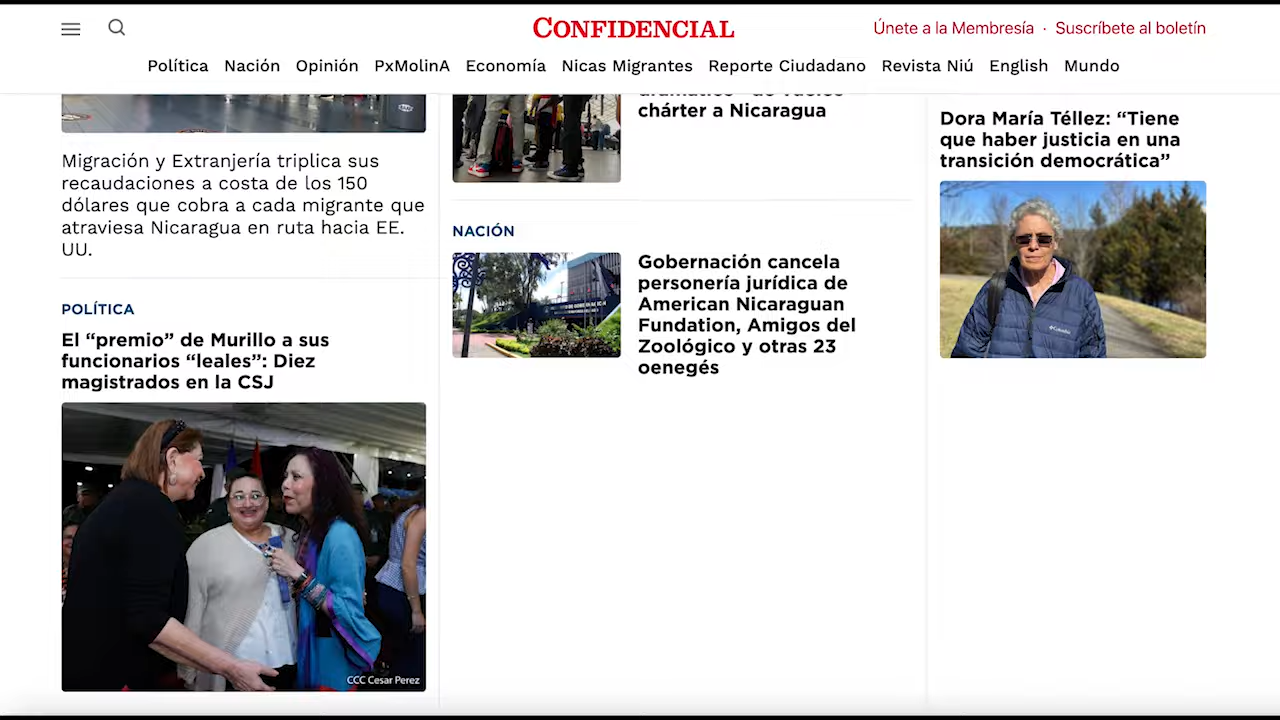 CONFIDENCIAL
Únete a la Membresía · Suscríbete al boletín
Política Nación Opinión PxMolinA Economía Nicas Migrantes Reporte Ciudadano Revista Niú English Mundo
Migración y Extranjería triplica sus
recaudaciones a costa de los 150
dólares que cobra a cada migrante que
atraviesa Nicaragua en ruta hacia EE.
UU.
POLÍTICA
El “premio” de Murillo a sus
funcionarios “leales”: Diez
magistrados en la CSJ
CCC Cesar Perez
chárter a Nicaragua
NACIÓN
Gobernación cancela
personería jurídica de
American Nicaraguan
Fundation, Amigos del
Zoológico y otras 23
oenegés
Dora María Téllez: “Tiene
que haber justicia en una
transición democrática”
Columbia